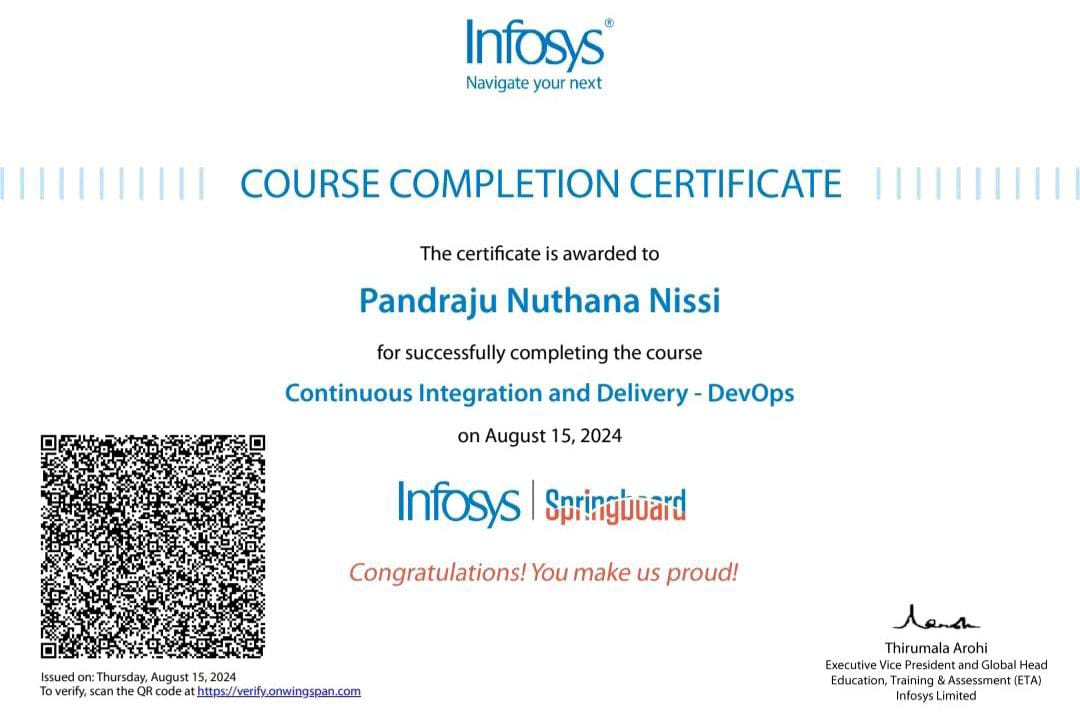 Infosys®
Navigate your next
COURSE COMPLETION CERTIFICATE
The certificate is awarded to
Pandraju Nuthana Nissi
for successfully completing the course
Continuous Integration and Delivery - DevOps
on August 15, 2024
Infosys | Springboard
Congratulations! You make us proud!
Thirumala Arohi
Executive Vice President and Global Head
Education, Training & Assessment (ETA)
Infosys Limited
Issued on: Thursday, August 15, 2024
To verify, scan the QR code at https://verify.onwingspan.com